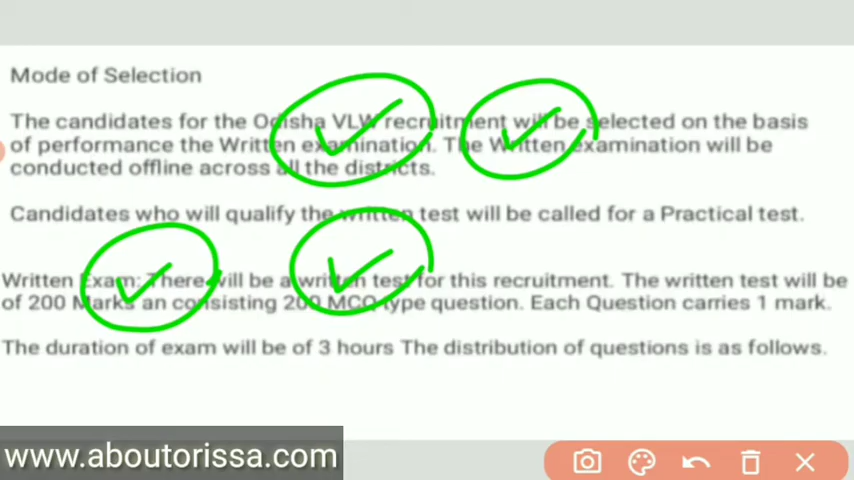 Mode of Selection
The candidates for the Odisha VLW recruitment will be selected on the basis
of performance the Written examination. The Written examination will be
conducted offline across all the districts.
Candidates who will qualify the written test will be called for a Practical test.
Written Exam: There will be a written test for this recruitment. The written test will be
of 200 Marks an consisting 200 MCQ type question. Each Question carries 1 mark.
The duration of exam will be of 3 hours The distribution of questions is as follows.
www.aboutorissa.com